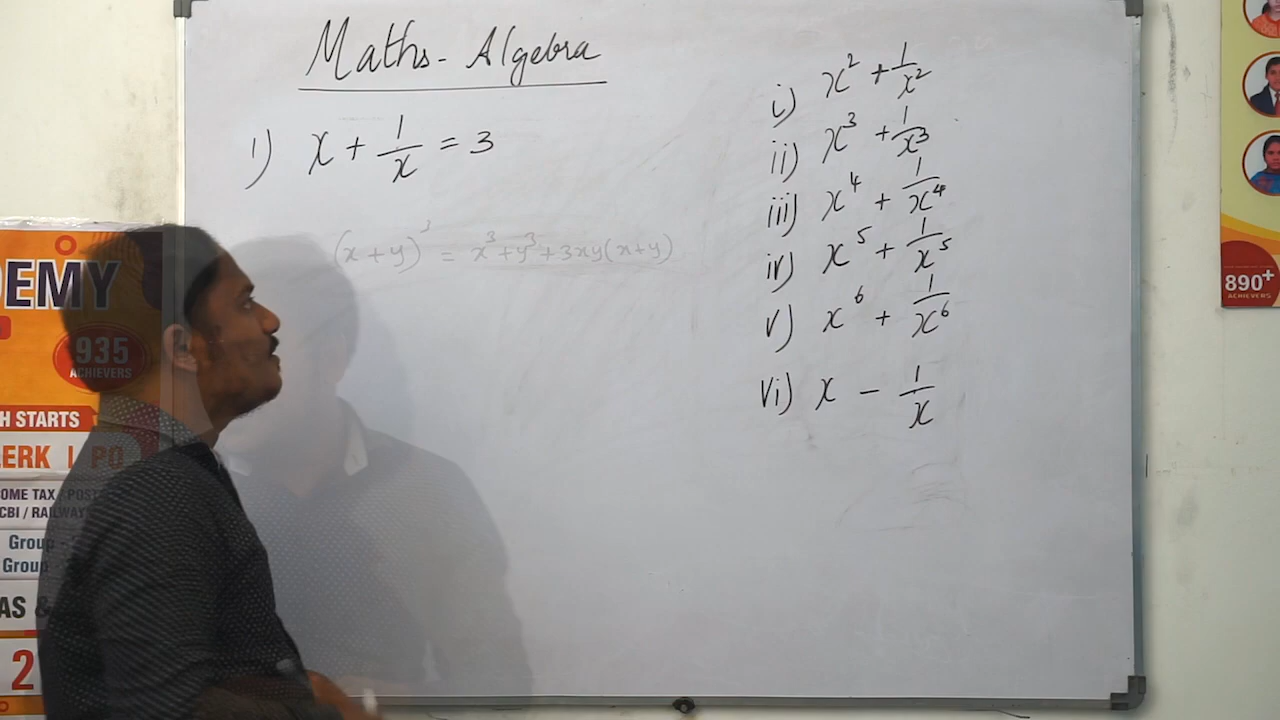 Maths - Algebra
1) x + 1/x = 3
(x + y)³ = x³ + y³ + 3xy(x + y)
i) x² + 1/x²
ii) x³ + 1/x³
iii) x⁴ + 1/x⁴
iv) x⁵ + 1/x⁵
v) x⁶ + 1/x⁶
vi) x - 1/x
EMY
935
ACHIEVERS
H STARTS
ERK | PO
OME TAX / POST
CBI / RAILWAY
Group -
Group
AS &
2
890+
ACHIEVERS